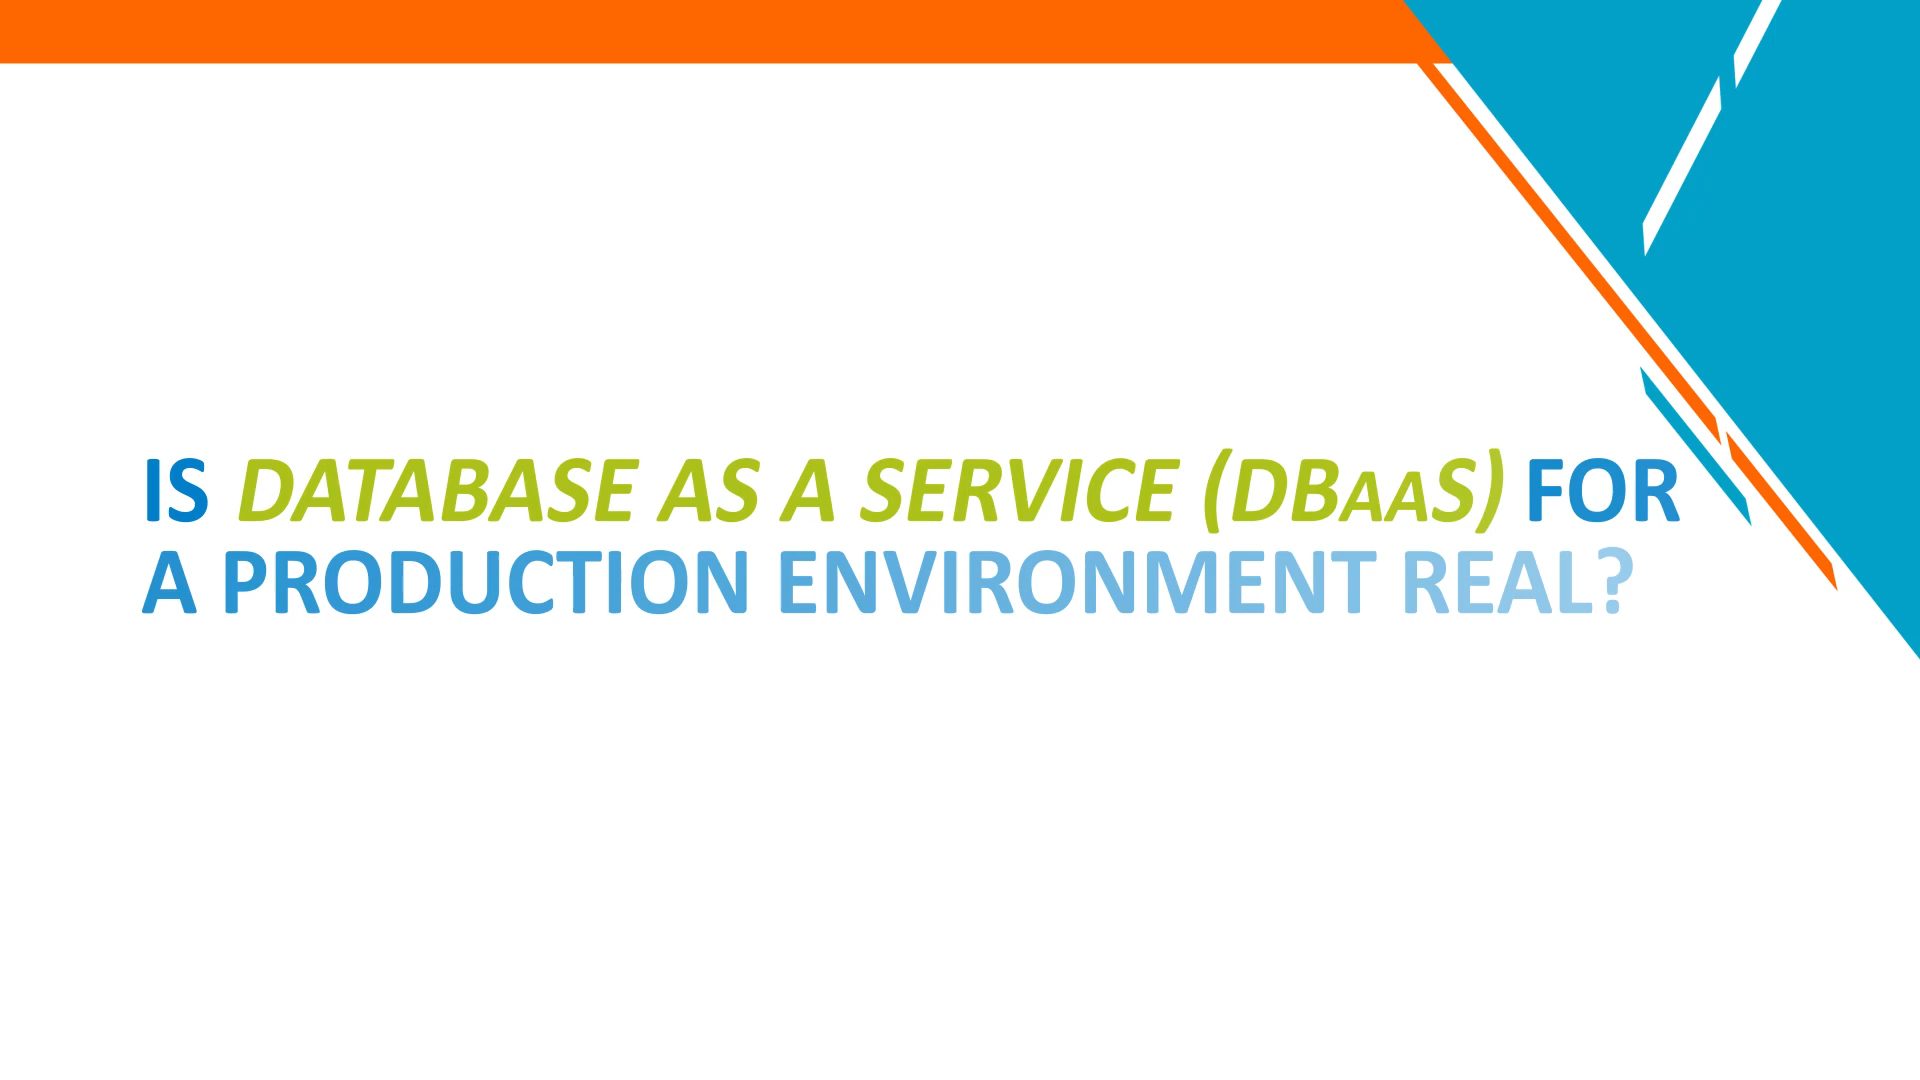 IS DATABASE AS A SERVICE (DBAAS) FOR
A PRODUCTION ENVIRONMENT REAL?